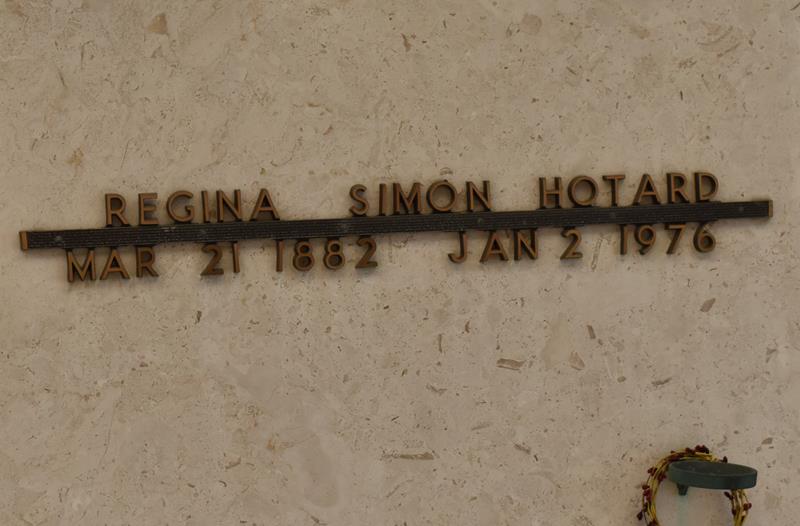 REGINA SIMON HOTARD
MAR 21 1882 JAN 2 1976